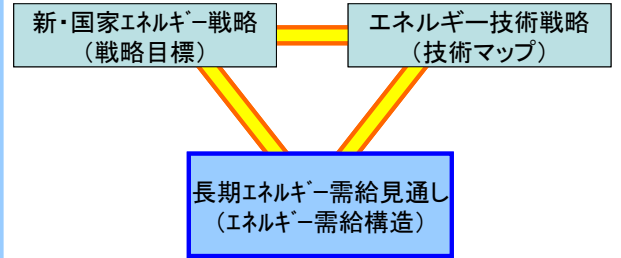 新・国家ｴﾈﾙｷﾞｰ戦略
（戦略目標）
エネルギー技術戦略
（技術マップ）
長期ｴﾈﾙｷﾞｰ需給見通し
（ｴﾈﾙｷﾞｰ需給構造）